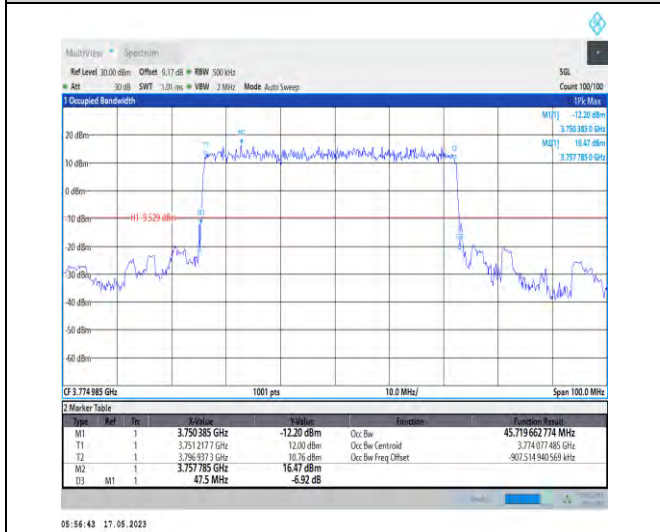 MultiView Spectrum
Ref Level 30.00 dBm Offset 9.17 dB RBW 500 kHz SGL
Att 30 dB SWT 1.01 ms VBW 2 MHz Mode Auto Sweep Count 100/100
1 Occupied Bandwidth 1Pk Max
M1[1] -12.20 dBm
3.750 385 0 GHz
M2[1] 16.47 dBm
3.757 785 0 GHz
20 dBm
10 dBm
0 dBm
-10 dBm
H1 -9.529 dBm
-20 dBm
-30 dBm
-40 dBm
-50 dBm
-60 dBm
CF 3.774 985 GHz 1001 pts 10.0 MHz/ Span 100.0 MHz
2 Marker Table
Type Ref Trc X-Value Y-Value Function Function Result
M1 1 3.750 385 GHz -12.20 dBm Occ Bw 45.719 662 774 MHz
T1 1 3.751 217 7 GHz 12.00 dBm Occ Bw Centroid 3.774 077 485 GHz
T2 1 3.796 937 3 GHz 10.76 dBm Occ Bw Freq Offset -907.514 940 569 kHz
M2 1 3.757 785 GHz 16.47 dBm
D3 M1 1 47.5 MHz -6.92 dB
05:56:43 17.05.2023